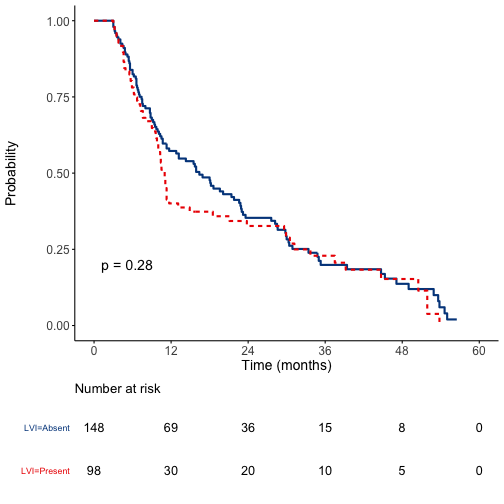 1.00
0.75
0.50
0.25
0.00
Probability
p = 0.28
0 12 24 36 48 60
Time (months)
Number at risk
LVI=Absent 148 69 36 15 8 0
LVI=Present 98 30 20 10 5 0